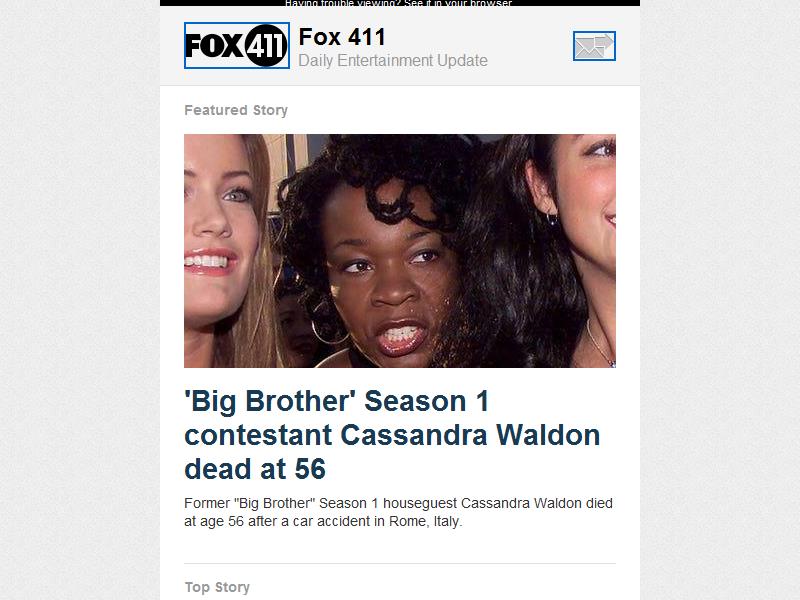 Having trouble viewing? See it in your browser
FOX 411
Fox 411
Daily Entertainment Update
Featured Story
'Big Brother' Season 1
contestant Cassandra Waldon
dead at 56
Former "Big Brother" Season 1 houseguest Cassandra Waldon died
at age 56 after a car accident in Rome, Italy.
Top Story